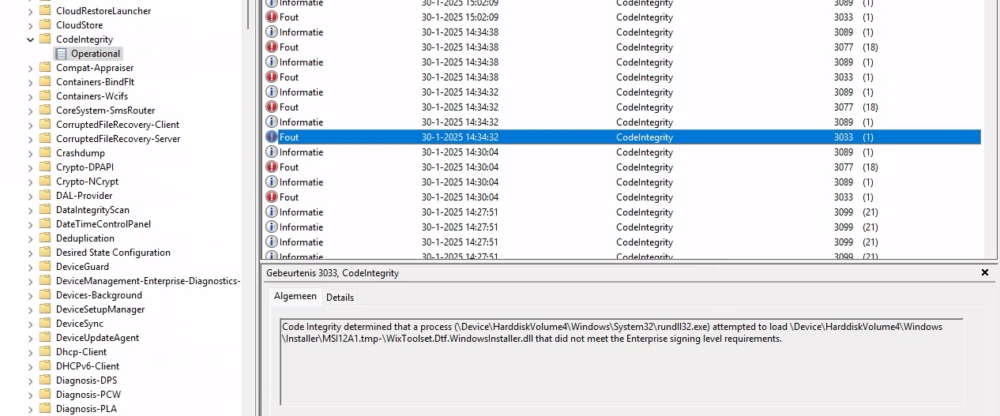 CloudRestoreLauncher
CloudStore
CodeIntegrity
Operational
Compat-Appraiser
Containers-BindFlt
Containers-Wcifs
CoreSystem-SmsRouter
CorruptedFileRecovery-Client
CorruptedFileRecovery-Server
Crashdump
Crypto-DPAPI
Crypto-NCrypt
DAL-Provider
DataIntegrityScan
DateTimeControlPanel
Deduplication
Desired State Configuration
DeviceGuard
DeviceManagement-Enterprise-Diagnostics-
Devices-Background
DeviceSetupManager
DeviceSync
DeviceUpdateAgent
Dhcp-Client
DHCPv6-Client
Diagnosis-DPS
Diagnosis-PCW
Diagnosis-PLA
Informatie 30-1-2025 15:02:09 CodeIntegrity 3089 (1)
Fout 30-1-2025 15:02:09 CodeIntegrity 3033 (1)
Informatie 30-1-2025 14:34:38 CodeIntegrity 3089 (1)
Fout 30-1-2025 14:34:38 CodeIntegrity 3077 (18)
Informatie 30-1-2025 14:34:38 CodeIntegrity 3089 (1)
Fout 30-1-2025 14:34:38 CodeIntegrity 3033 (1)
Informatie 30-1-2025 14:34:32 CodeIntegrity 3089 (1)
Fout 30-1-2025 14:34:32 CodeIntegrity 3077 (18)
Informatie 30-1-2025 14:34:32 CodeIntegrity 3089 (1)
Fout 30-1-2025 14:34:32 CodeIntegrity 3033 (1)
Informatie 30-1-2025 14:30:04 CodeIntegrity 3089 (1)
Fout 30-1-2025 14:30:04 CodeIntegrity 3077 (18)
Informatie 30-1-2025 14:30:04 CodeIntegrity 3089 (1)
Fout 30-1-2025 14:30:04 CodeIntegrity 3033 (1)
Informatie 30-1-2025 14:27:51 CodeIntegrity 3099 (21)
Informatie 30-1-2025 14:27:51 CodeIntegrity 3099 (21)
Informatie 30-1-2025 14:27:51 CodeIntegrity 3099 (21)
Informatie 30-1-2025 14:27:51 CodeIntegrity 3099 (21)
Gebeurtenis 3033, CodeIntegrity
Algemeen Details
Code Integrity determined that a process (\Device\HarddiskVolume4\Windows\System32\rundll32.exe) attempted to load \Device\HarddiskVolume4\Windows
\Installer\MSI12A1.tmp-\WixToolset.Dtf.WindowsInstaller.dll that did not meet the Enterprise signing level requirements.